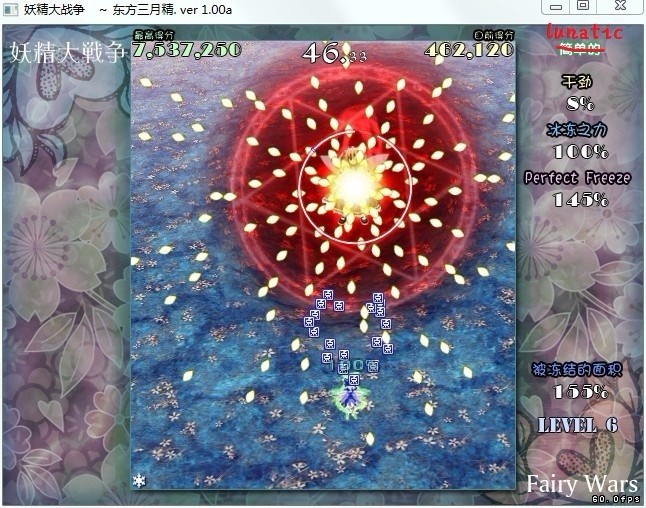 妖精大战争　~ 东方三月精. ver 1.00a
妖精大戦争
最高得分
7,537,250
46.33
目前得分
462,120
lunatic
简单的
干劲
8%
冰冻之力
100%
Perfect Freeze
145%
被冻结的面积
155%
LEVEL 6
Fairy Wars
60.0fps